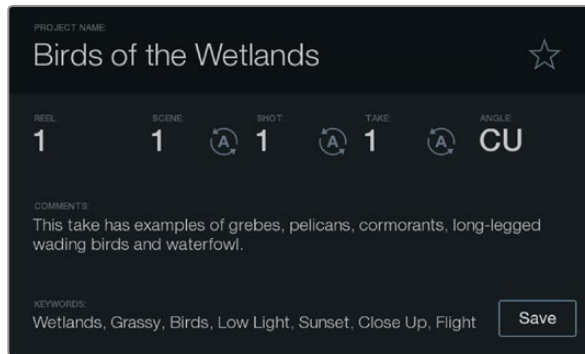 PROJECT NAME:
Birds of the Wetlands
REEL: SCENE: SHOT: TAKE: ANGLE:
1 1 A 1 A 1 A CU
COMMENTS:
This take has examples of grebes, pelicans, cormorants, long-legged
wading birds and waterfowl.
KEYWORDS:
Wetlands, Grassy, Birds, Low Light, Sunset, Close Up, Flight
Save